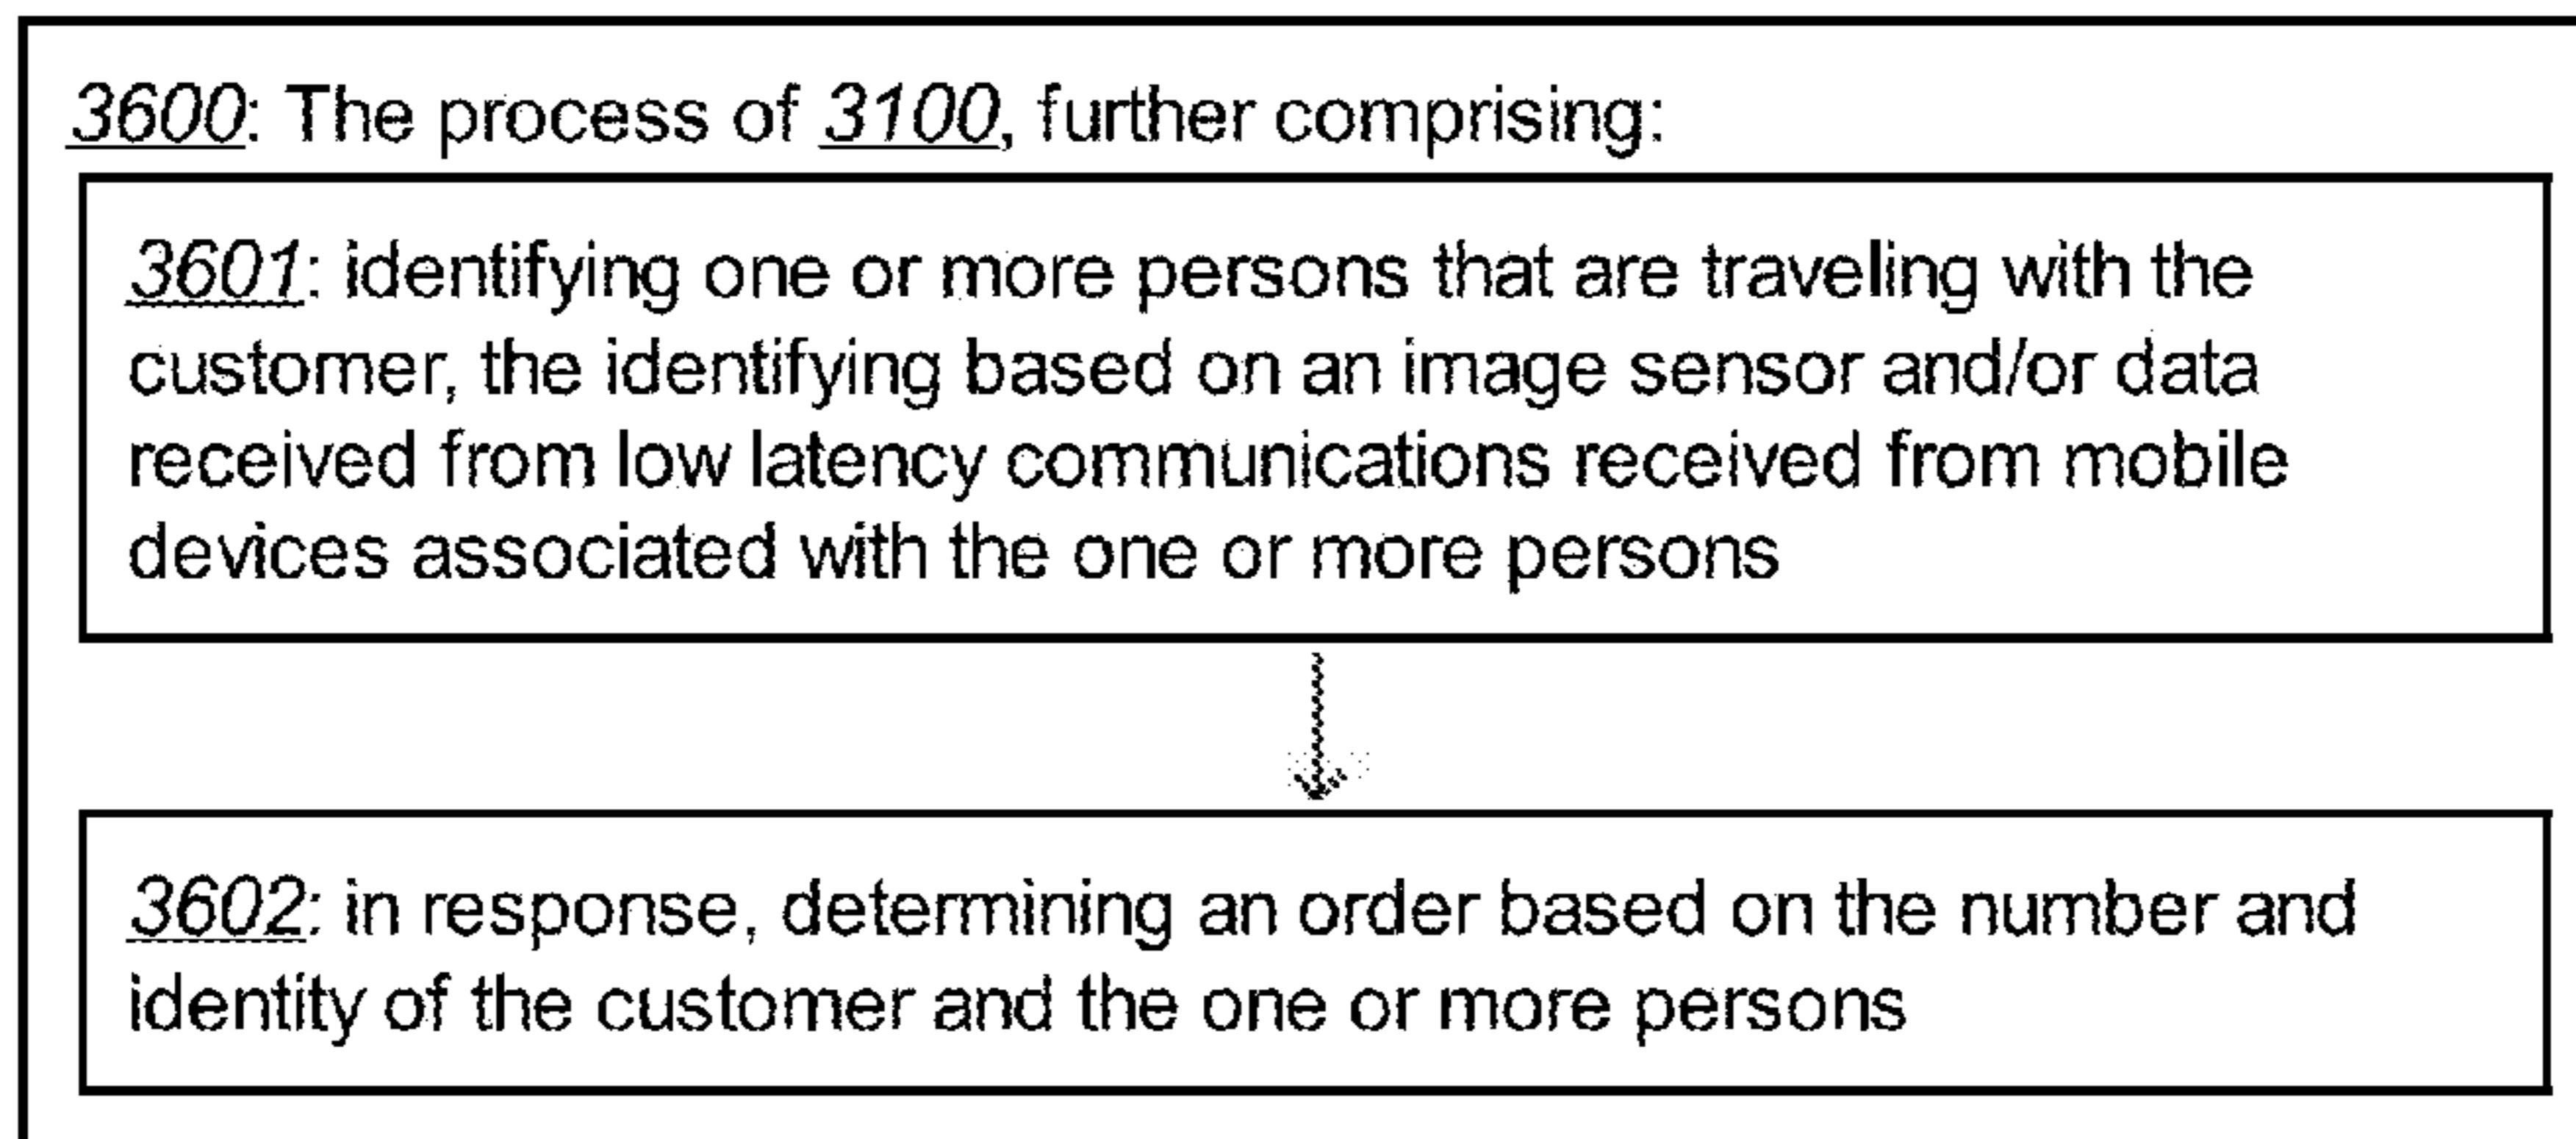 3600: The process of 3100, further comprising:
3601: identifying one or more persons that are traveling with the
customer, the identifying based on an image sensor and/or data
received from low latency communications received from mobile
devices associated with the one or more persons
3602: in response, determining an order based on the number and
identity of the customer and the one or more persons